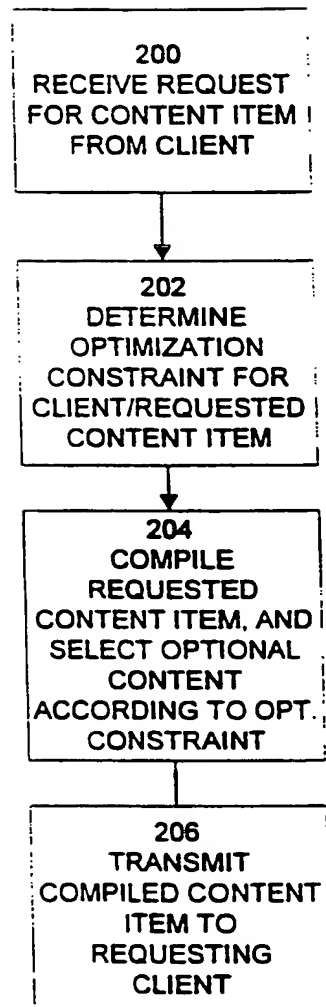 200
RECEIVE REQUEST
FOR CONTENT ITEM
FROM CLIENT
202
DETERMINE
OPTIMIZATION
CONSTRAINT FOR
CLIENT/REQUESTED
CONTENT ITEM
204
COMPILE
REQUESTED
CONTENT ITEM, AND
SELECT OPTIONAL
CONTENT
ACCORDING TO OPT.
CONSTRAINT
206
TRANSMIT
COMPILED CONTENT
ITEM TO
REQUESTING
CLIENT